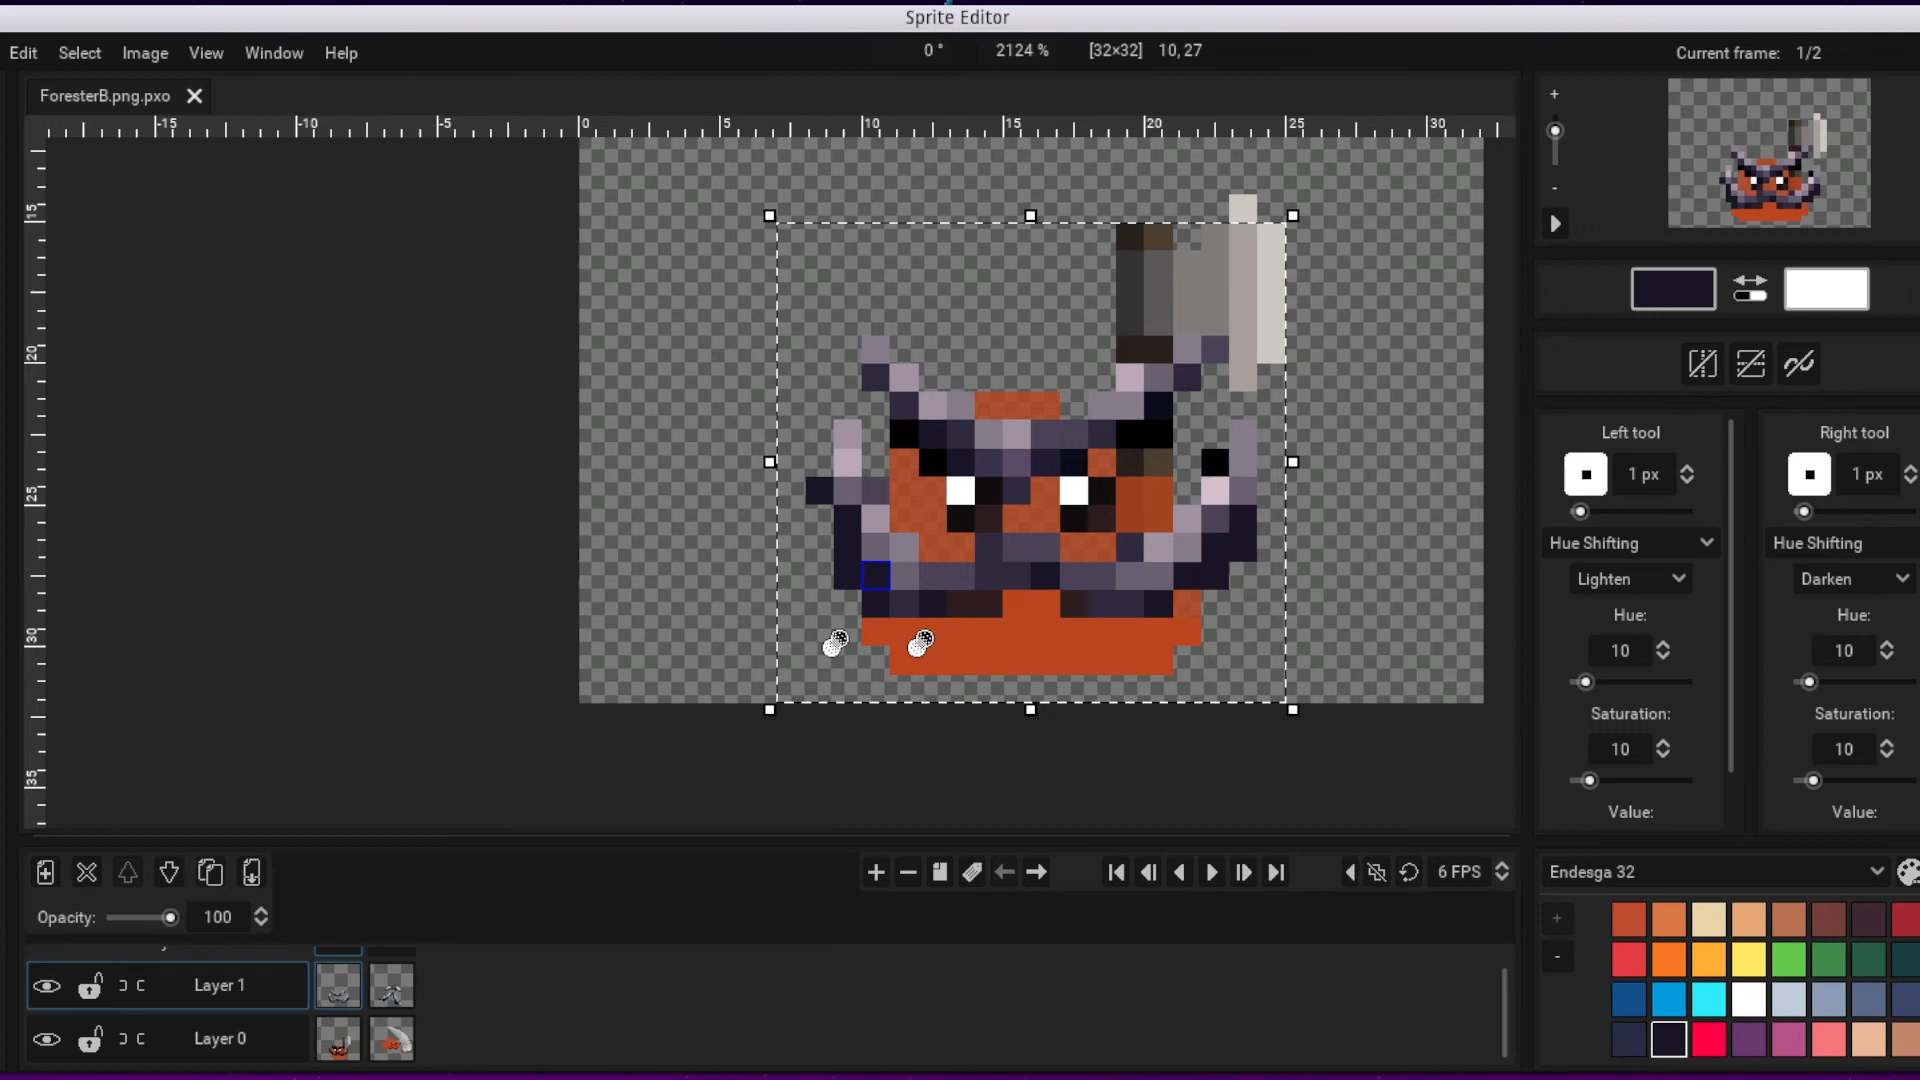 Sprite Editor
Edit Select Image View Window Help
0 ° 2124 % [32×32] 10, 27
Current frame: 1/2
ForesterB.png.pxo
-15 -10 -5 0 5 10 15 20 25 30
15
20
25
30
35
+
-
Left tool Right tool
1 px 1 px
Hue Shifting Hue Shifting
Lighten Darken
Hue: Hue:
10 10
Saturation: Saturation:
10 10
Value: Value:
6 FPS
Endesga 32
Opacity: 100
+
-
Layer 1
Layer 0